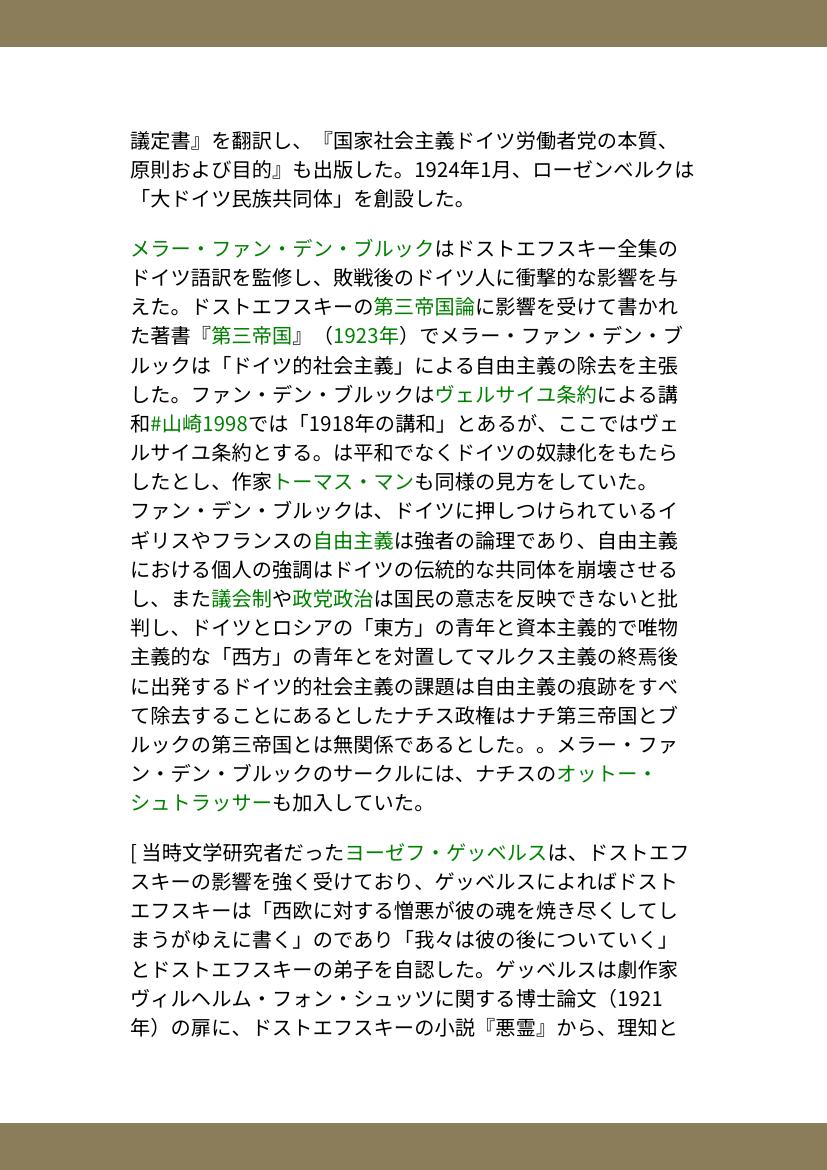 議定書』を翻訳し、『国家社会主義ドイツ労働者党の本質、
原則および目的』も出版した。1924年1月、ローゼンベルクは
「大ドイツ民族共同体」を創設した。
メラー・ファン・デン・ブルックはドストエフスキー全集の
ドイツ語訳を監修し、敗戦後のドイツ人に衝撃的な影響を与
えた。ドストエフスキーの第三帝国論に影響を受けて書かれ
た著書『第三帝国』（1923年）でメラー・ファン・デン・ブ
ルックは「ドイツ的社会主義」による自由主義の除去を主張
した。ファン・デン・ブルックはヴェルサイユ条約による講
和#山崎1998では「1918年の講和」とあるが、ここではヴェ
ルサイユ条約とする。は平和でなくドイツの奴隷化をもたら
したとし、作家トーマス・マンも同様の見方をしていた。
ファン・デン・ブルックは、ドイツに押しつけられているイ
ギリスやフランスの自由主義は強者の論理であり、自由主義
における個人の強調はドイツの伝統的な共同体を崩壊させる
し、また議会制や政党政治は国民の意志を反映できないと批
判し、ドイツとロシアの「東方」の青年と資本主義的で唯物
主義的な「西方」の青年とを対置してマルクス主義の終焉後
に出発するドイツ的社会主義の課題は自由主義の痕跡をすべ
て除去することにあるとしたナチス政権はナチ第三帝国とブ
ルックの第三帝国とは無関係であるとした。。メラー・ファ
ン・デン・ブルックのサークルには、ナチスのオットー・
シュトラッサーも加入していた。
[ 当時文学研究者だったヨーゼフ・ゲッベルスは、ドストエフ
スキーの影響を強く受けており、ゲッベルスによればドスト
エフスキーは「西欧に対する憎悪が彼の魂を焼き尽くしてし
まうがゆえに書く」のであり「我々は彼の後についていく」
とドストエフスキーの弟子を自認した。ゲッベルスは劇作家
ヴィルヘルム・フォン・シュッツに関する博士論文（1921
年）の扉に、ドストエフスキーの小説『悪霊』から、理知と